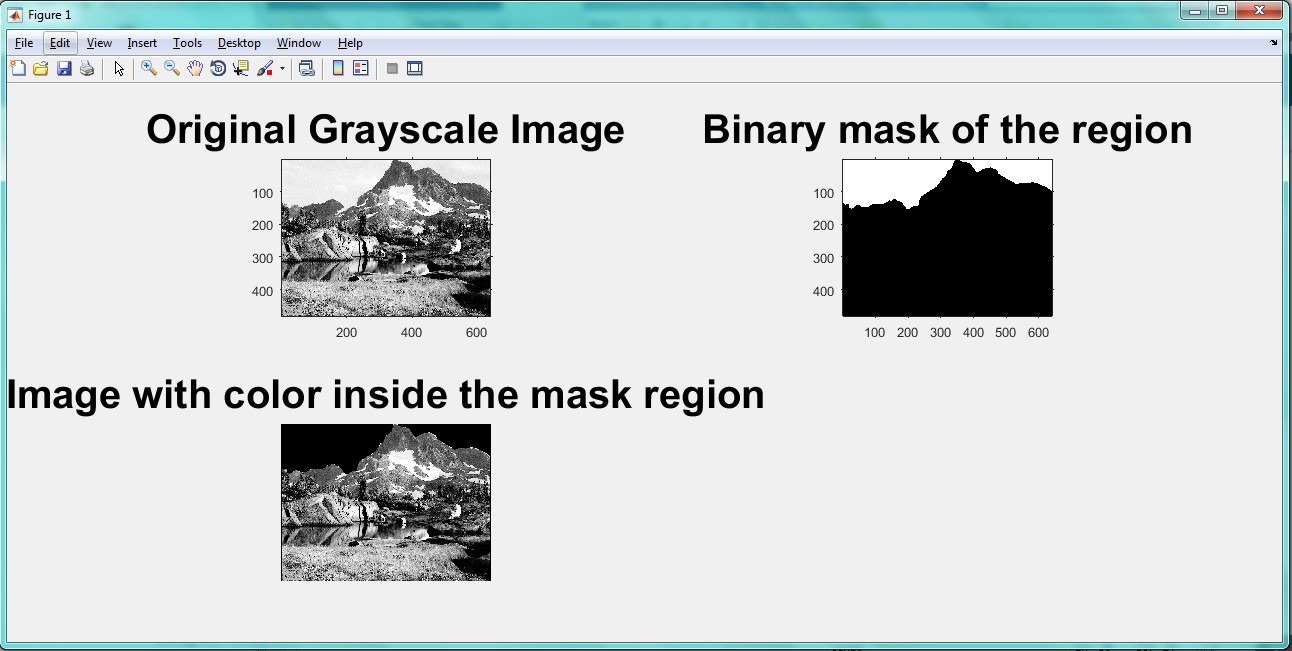 Figure 1
File Edit View Insert Tools Desktop Window Help
Original Grayscale Image
100
200
300
400
200 400 600
Binary mask of the region
100
200
300
400
100 200 300 400 500 600
Image with color inside the mask region